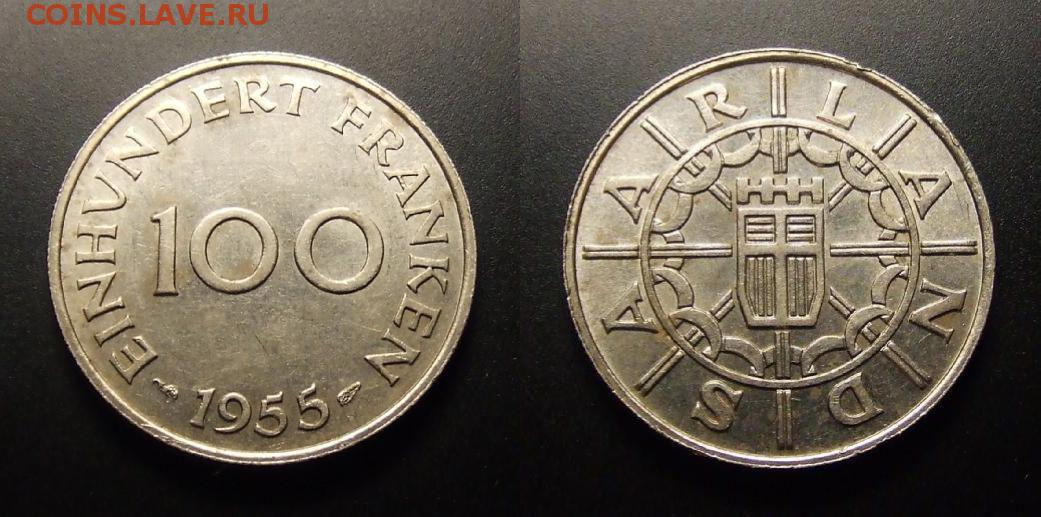 COINS.LAVE.RU
EINHUNDERT FRANKEN
100
1955
SAARLAND